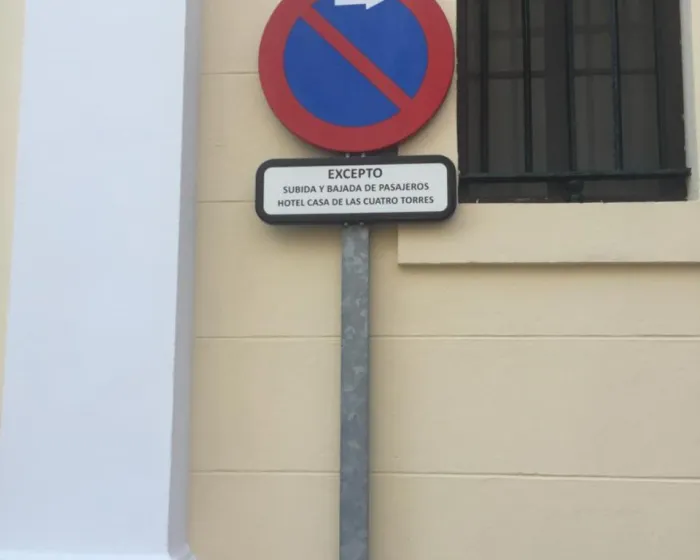 EXCEPTO
SUBIDA Y BAJADA DE PASAJEROS
HOTEL CASA DE LAS CUATRO TORRES